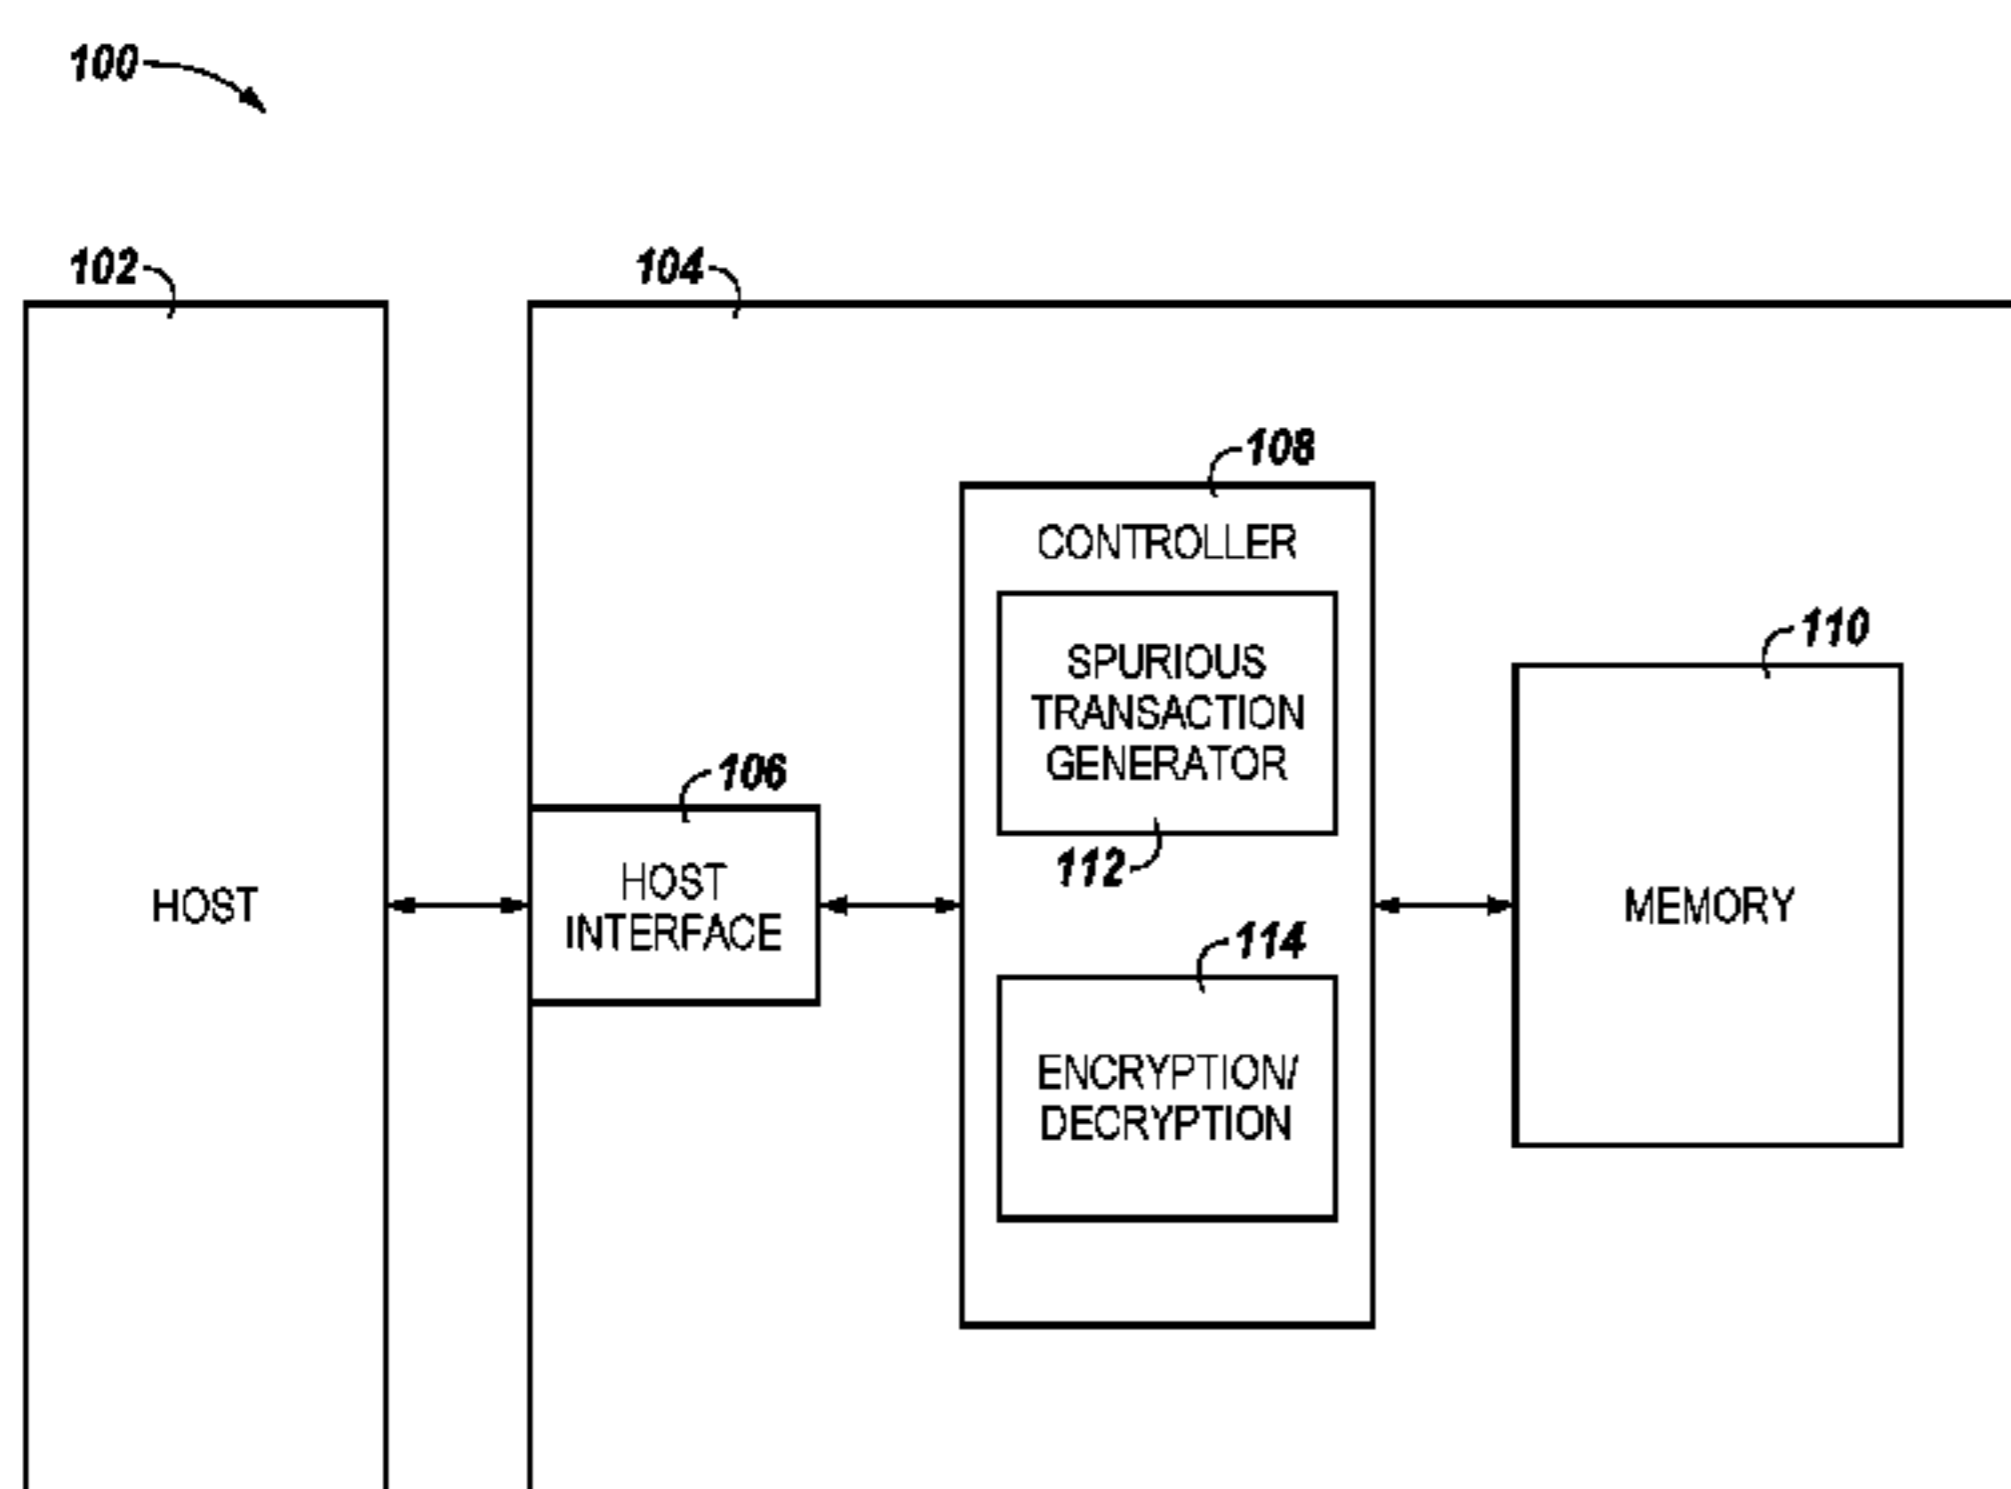 100
102
104
108
CONTROLLER
SPURIOUS
TRANSACTION
GENERATOR
112
110
106
HOST
HOST
INTERFACE
MEMORY
114
ENCRYPTION/
DECRYPTION